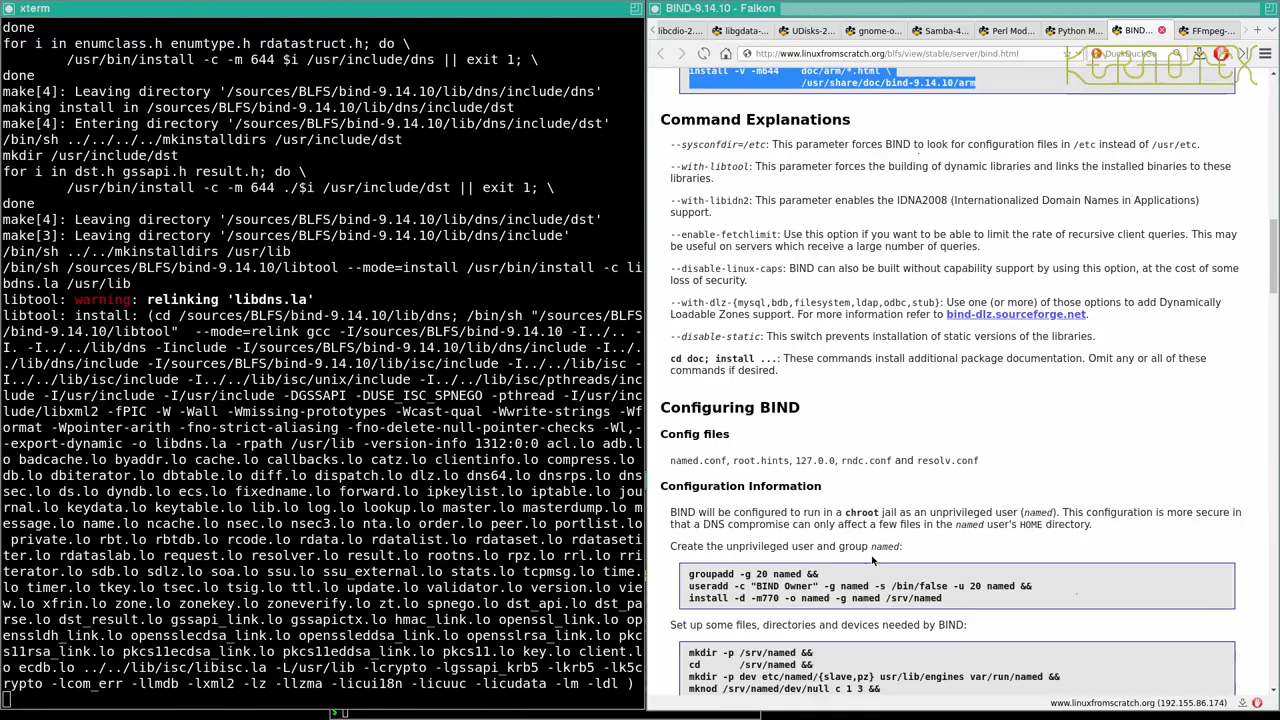 xterm
done
for i in enumclass.h enumtype.h rdatastruct.h; do \
/usr/bin/install -c -m 644 $i /usr/include/dns || exit 1; \
done
make[4]: Leaving directory '/sources/BLFS/bind-9.14.10/lib/dns/include/dns'
making install in /sources/BLFS/bind-9.14.10/lib/dns/include/dst
make[4]: Entering directory '/sources/BLFS/bind-9.14.10/lib/dns/include/dst'
/bin/sh ../../../../mkinstalldirs /usr/include/dst
mkdir /usr/include/dst
for i in dst.h gssapi.h result.h; do \
/usr/bin/install -c -m 644 ./$i /usr/include/dst || exit 1; \
done
make[4]: Leaving directory '/sources/BLFS/bind-9.14.10/lib/dns/include/dst'
make[3]: Leaving directory '/sources/BLFS/bind-9.14.10/lib/dns/include'
/bin/sh ../../mkinstalldirs /usr/lib
/bin/sh /sources/BLFS/bind-9.14.10/libtool --mode=install /usr/bin/install -c li
bdns.la /usr/lib
libtool: warning: relinking 'libdns.la'
libtool: install: (cd /sources/BLFS/bind-9.14.10/lib/dns; /bin/sh "/sources/BLFS
/bind-9.14.10/libtool"  --mode=relink gcc -I/sources/BLFS/bind-9.14.10 -I../.. -
I. -I../../lib/dns -Iinclude -I/sources/BLFS/bind-9.14.10/lib/dns/include -I../.
./lib/dns/include -I/sources/BLFS/bind-9.14.10/lib/isc/include -I../../lib/isc -
I../../lib/isc/include -I../../lib/isc/unix/include -I../../lib/isc/pthreads/inc
lude -I/usr/include -I/usr/include -DGSSAPI -DUSE_ISC_SPNEGO -pthread -I/usr/inc
lude/libxml2 -fPIC -W -Wall -Wmissing-prototypes -Wcast-qual -Wwrite-strings -Wf
ormat -Wpointer-arith -fno-strict-aliasing -fno-delete-null-pointer-checks -Wl,-
-export-dynamic -o libdns.la -rpath /usr/lib -version-info 1312:0:0 acl.lo adb.l
o badcache.lo byaddr.lo cache.lo callbacks.lo catz.lo clientinfo.lo compress.lo
db.lo dbiterator.lo dbtable.lo diff.lo dispatch.lo dlz.lo dns64.lo dnsrps.lo dns
sec.lo ds.lo dyndb.lo ecs.lo fixedname.lo forward.lo ipkeylist.lo iptable.lo jou
rnal.lo keydata.lo keytable.lo lib.lo log.lo lookup.lo master.lo masterdump.lo m
essage.lo name.lo ncache.lo nsec.lo nsec3.lo nta.lo order.lo peer.lo portlist.lo
private.lo rbt.lo rbtdb.lo rcode.lo rdata.lo rdatalist.lo rdataset.lo rdataseti
ter.lo rdataslab.lo request.lo resolver.lo result.lo rootns.lo rpz.lo rrl.lo rri
terator.lo sdb.lo sdlz.lo soa.lo ssu.lo ssu_external.lo stats.lo tcpmsg.lo time.
lo timer.lo tkey.lo tsec.lo tsig.lo ttl.lo update.lo validator.lo version.lo vie
w.lo xfrin.lo zone.lo zonekey.lo zoneverify.lo zt.lo spnego.lo dst_api.lo dst_pa
rse.lo dst_result.lo gssapi_link.lo gssapictx.lo hmac_link.lo openssl_link.lo op
enssldh_link.lo opensslecdsa_link.lo openssleddsa_link.lo opensslrsa_link.lo pkc
s11rsa_link.lo pkcs11ecdsa_link.lo pkcs11eddsa_link.lo pkcs11.lo key.lo client.l
o ecdb.lo ../../lib/isc/libisc.la -L/usr/lib -lcrypto -lgssapi_krb5 -lkrb5 -lk5c
rypto -lcom_err -llmdb -lxml2 -lz -llzma -licui18n -licuuc -licudata -lm -ldl )
$
BIND-9.14.10 - Falkon
libcdio-2....
libgdata-...
UDisks-2...
gnome-o...
Samba-4...
Perl Mod...
Python M...
BIND...
FFmpeg-...
http://www.linuxfromscratch.org/blfs/view/stable/server/bind.html
DuckDuckGo
KERNOTEX
install -v -m644    doc/arm/*.html \
/usr/share/doc/bind-9.14.10/arm
Command Explanations
--sysconfdir=/etc: This parameter forces BIND to look for configuration files in /etc instead of /usr/etc.
--with-libtool: This parameter forces the building of dynamic libraries and links the installed binaries to these
libraries.
--with-libidn2: This parameter enables the IDNA2008 (Internationalized Domain Names in Applications)
support.
--enable-fetchlimit: Use this option if you want to be able to limit the rate of recursive client queries. This may
be useful on servers which receive a large number of queries.
--disable-linux-caps: BIND can also be built without capability support by using this option, at the cost of some
loss of security.
--with-dlz-{mysql,bdb,filesystem,ldap,odbc,stub}: Use one (or more) of those options to add Dynamically
Loadable Zones support. For more information refer to bind-dlz.sourceforge.net.
--disable-static: This switch prevents installation of static versions of the libraries.
cd doc; install ...: These commands install additional package documentation. Omit any or all of these
commands if desired.
Configuring BIND
Config files
named.conf, root.hints, 127.0.0, rndc.conf and resolv.conf
Configuration Information
BIND will be configured to run in a chroot jail as an unprivileged user (named). This configuration is more secure in
that a DNS compromise can only affect a few files in the named user's HOME directory.
Create the unprivileged user and group named:
groupadd -g 20 named &&
useradd -c "BIND Owner" -g named -s /bin/false -u 20 named &&
install -d -m770 -o named -g named /srv/named
Set up some files, directories and devices needed by BIND:
mkdir -p /srv/named &&
cd       /srv/named &&
mkdir -p dev etc/named/{slave,pz} usr/lib/engines var/run/named &&
mknod /srv/named/dev/null c 1 3 &&
www.linuxfromscratch.org (192.155.86.174)